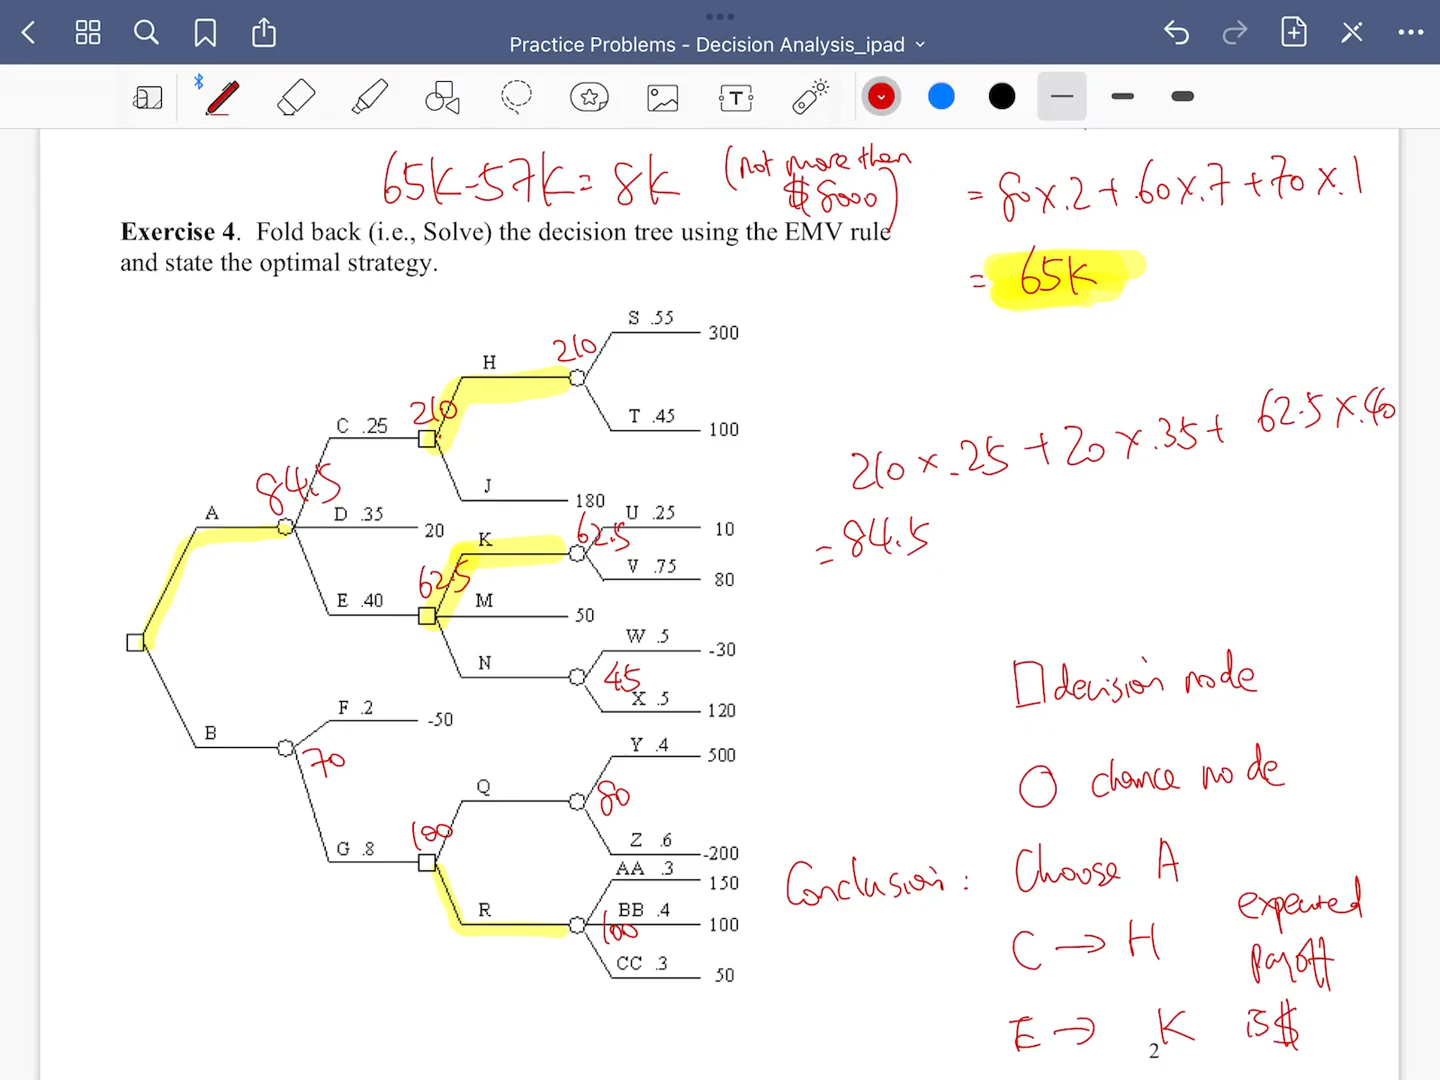 Practice Problems - Decision Analysis_ipad
T
65K-57K= 8K
(not more than
$8000)
= 80x.2+60x.7+70x.1
= 65K
Exercise 4. Fold back (i.e., Solve) the decision tree using the EMV rule
and state the optimal strategy.
S .55
300
210
H
T .45
100
210
C .25
J
180
84.5
A
D .35
20
U .25
10
62.5
K
V .75
80
62.5
E .40
M
50
W .5
-30
N
45
X .5
120
B
F .2
-50
70
Y .4
500
Q
80
Z .6
-200
100
G .8
AA .3
150
R
BB .4
100
100
CC .3
50
210x.25+20x.35+ 62.5x.40
= 84.5
decision node
chance node
Conclusion: Choose A
C → H
E → K
expected
payoff
is $
2